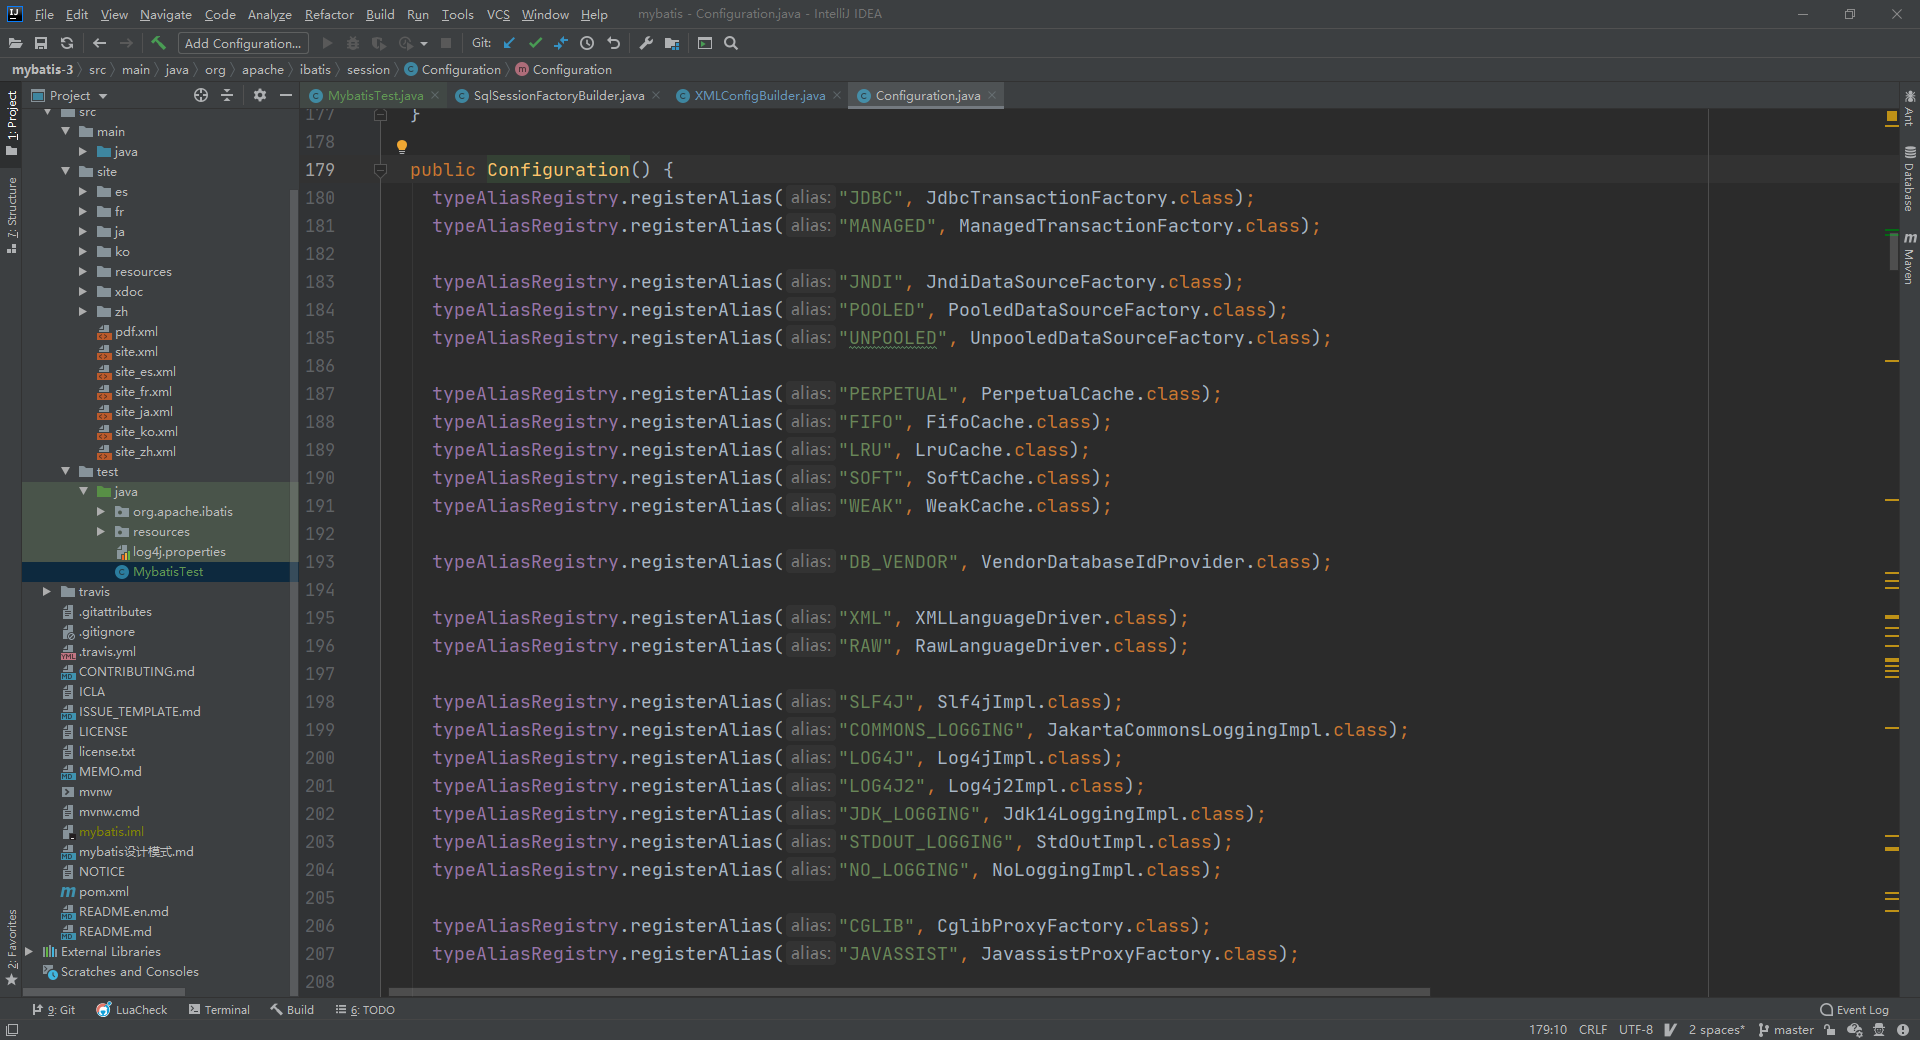 File Edit View Navigate Code Analyze Refactor Build Run Tools VCS Window Help mybatis - Configuration.java - IntelliJ IDEA
Add Configuration... Git:
mybatis-3 src main java org apache ibatis session Configuration Configuration
Project
MybatisTest.java SqlSessionFactoryBuilder.java XMLConfigBuilder.java Configuration.java
1: Project
7: Structure
2: Favorites
src
main
java
site
es
fr
ja
ko
resources
xdoc
zh
pdf.xml
site.xml
site_es.xml
site_fr.xml
site_ja.xml
site_ko.xml
site_zh.xml
test
java
org.apache.ibatis
resources
log4j.properties
MybatisTest
travis
.gitattributes
.gitignore
.travis.yml
CONTRIBUTING.md
ICLA
ISSUE_TEMPLATE.md
LICENSE
license.txt
MEMO.md
mvnw
mvnw.cmd
mybatis.iml
mybatis设计模式.md
NOTICE
pom.xml
README.en.md
README.md
External Libraries
Scratches and Consoles
177 }
178
179 public Configuration() {
180 typeAliasRegistry.registerAlias( alias: "JDBC", JdbcTransactionFactory.class);
181 typeAliasRegistry.registerAlias( alias: "MANAGED", ManagedTransactionFactory.class);
182
183 typeAliasRegistry.registerAlias( alias: "JNDI", JndiDataSourceFactory.class);
184 typeAliasRegistry.registerAlias( alias: "POOLED", PooledDataSourceFactory.class);
185 typeAliasRegistry.registerAlias( alias: "UNPOOLED", UnpooledDataSourceFactory.class);
186
187 typeAliasRegistry.registerAlias( alias: "PERPETUAL", PerpetualCache.class);
188 typeAliasRegistry.registerAlias( alias: "FIFO", FifoCache.class);
189 typeAliasRegistry.registerAlias( alias: "LRU", LruCache.class);
190 typeAliasRegistry.registerAlias( alias: "SOFT", SoftCache.class);
191 typeAliasRegistry.registerAlias( alias: "WEAK", WeakCache.class);
192
193 typeAliasRegistry.registerAlias( alias: "DB_VENDOR", VendorDatabaseIdProvider.class);
194
195 typeAliasRegistry.registerAlias( alias: "XML", XMLLanguageDriver.class);
196 typeAliasRegistry.registerAlias( alias: "RAW", RawLanguageDriver.class);
197
198 typeAliasRegistry.registerAlias( alias: "SLF4J", Slf4jImpl.class);
199 typeAliasRegistry.registerAlias( alias: "COMMONS_LOGGING", JakartaCommonsLoggingImpl.class);
200 typeAliasRegistry.registerAlias( alias: "LOG4J", Log4jImpl.class);
201 typeAliasRegistry.registerAlias( alias: "LOG4J2", Log4j2Impl.class);
202 typeAliasRegistry.registerAlias( alias: "JDK_LOGGING", Jdk14LoggingImpl.class);
203 typeAliasRegistry.registerAlias( alias: "STDOUT_LOGGING", StdOutImpl.class);
204 typeAliasRegistry.registerAlias( alias: "NO_LOGGING", NoLoggingImpl.class);
205
206 typeAliasRegistry.registerAlias( alias: "CGLIB", CglibProxyFactory.class);
207 typeAliasRegistry.registerAlias( alias: "JAVASSIST", JavassistProxyFactory.class);
208
Ant
Database
Maven
9: Git LuaCheck Terminal Build 6: TODO Event Log
179:10 CRLF UTF-8 2 spaces* master